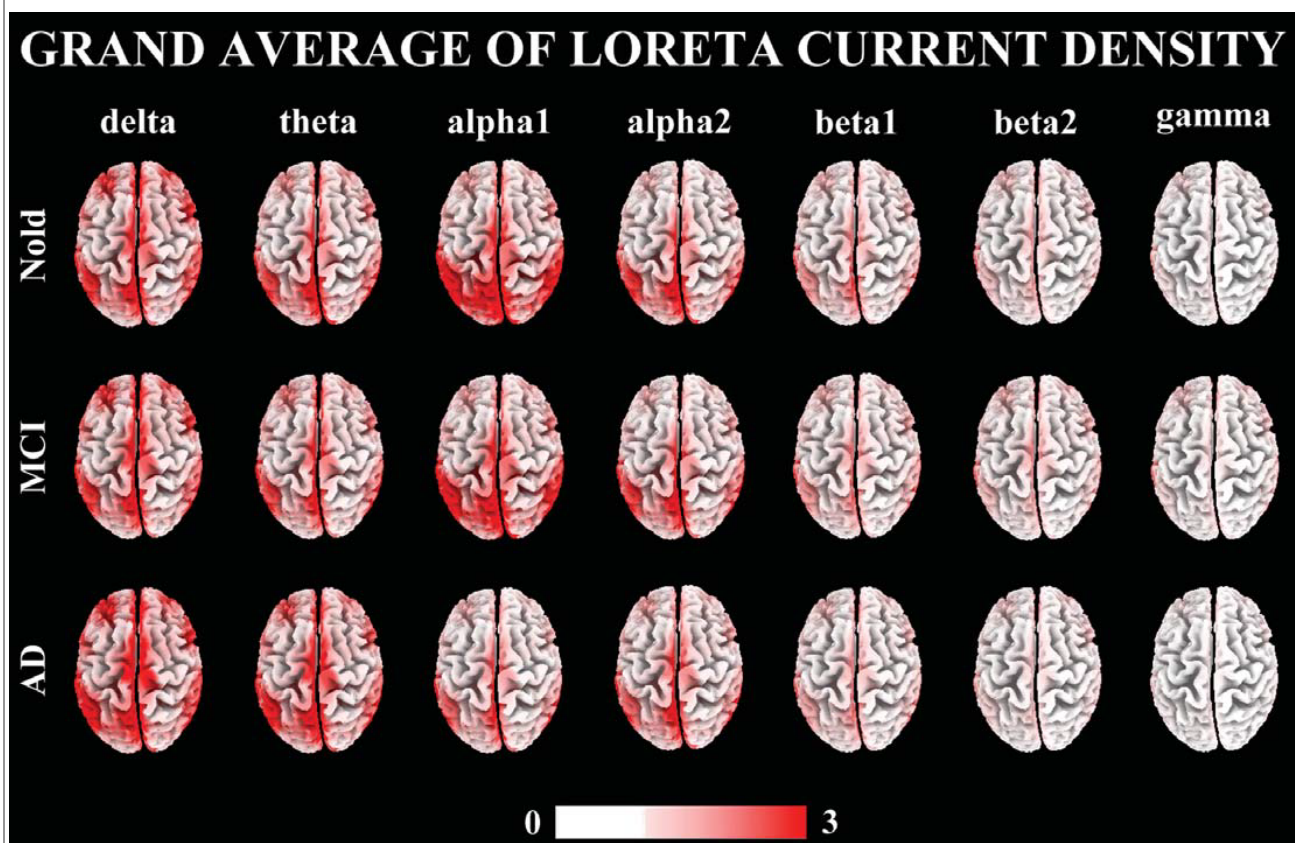 GRAND AVERAGE OF LORETA CURRENT DENSITY
delta theta alpha1 alpha2 beta1 beta2 gamma
Nold
MCI
AD
0 3